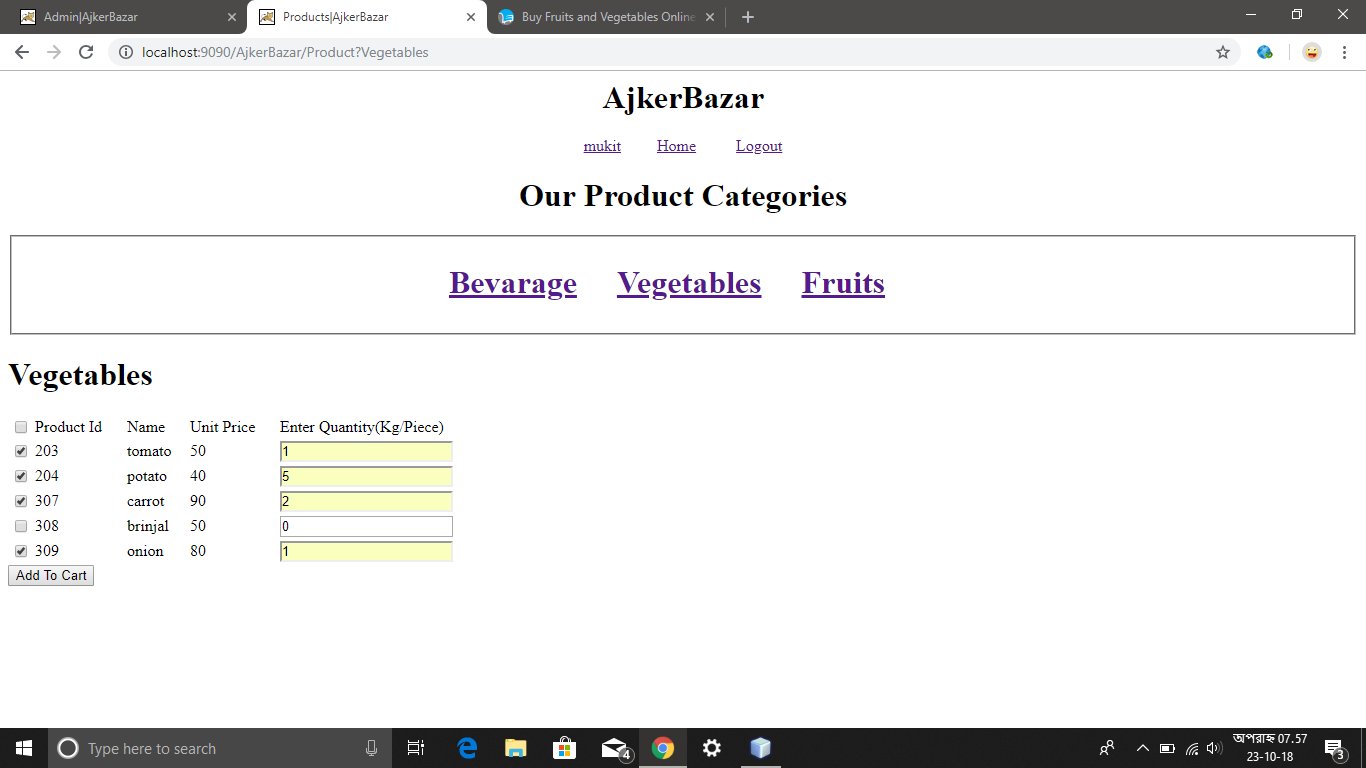 Admin|AjkerBazar
Products|AjkerBazar
Buy Fruits and Vegetables Online
localhost:9090/AjkerBazar/Product?Vegetables
AjkerBazar
mukit Home Logout
Our Product Categories
Bevarage Vegetables Fruits
Vegetables
Product Id Name Unit Price Enter Quantity(Kg/Piece)
203 tomato 50 1
204 potato 40 5
307 carrot 90 2
308 brinjal 50 0
309 onion 80 1
Add To Cart
Type here to search
4
অপরাহ্ন 07.57
23-10-18
3